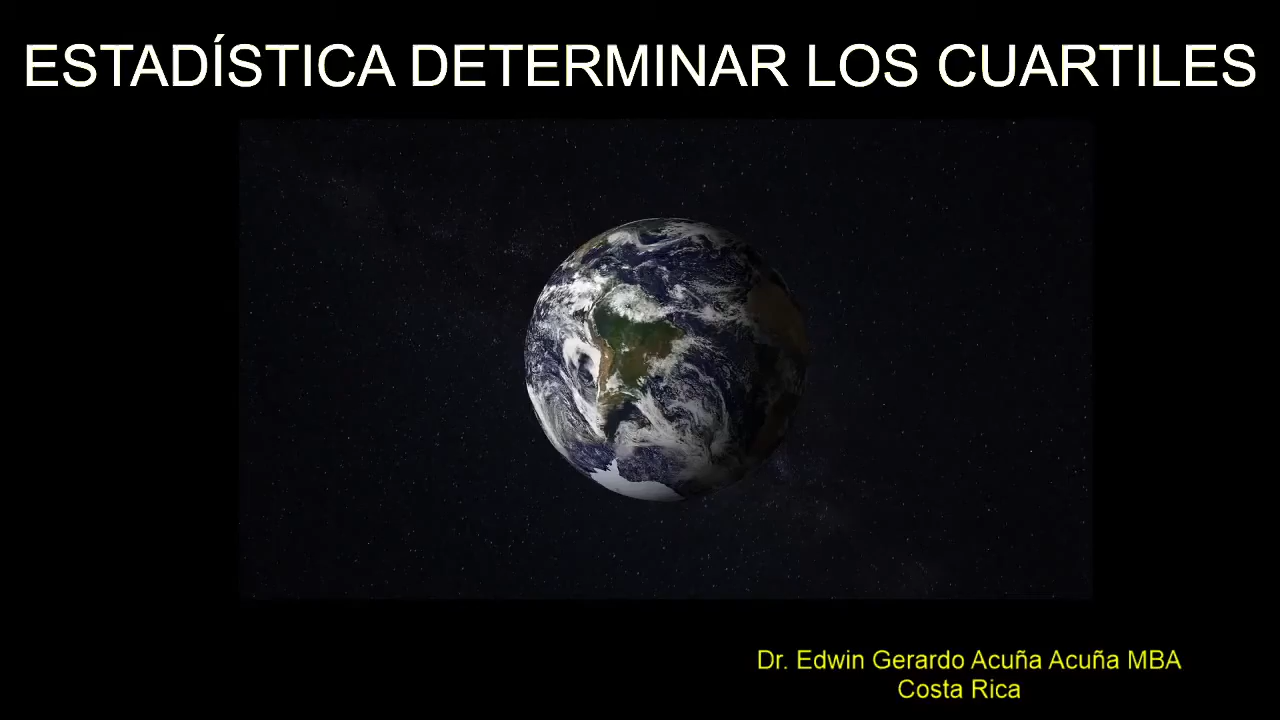 ESTADÍSTICA DETERMINAR LOS CUARTILES
Dr. Edwin Gerardo Acuña Acuña MBA
Costa Rica